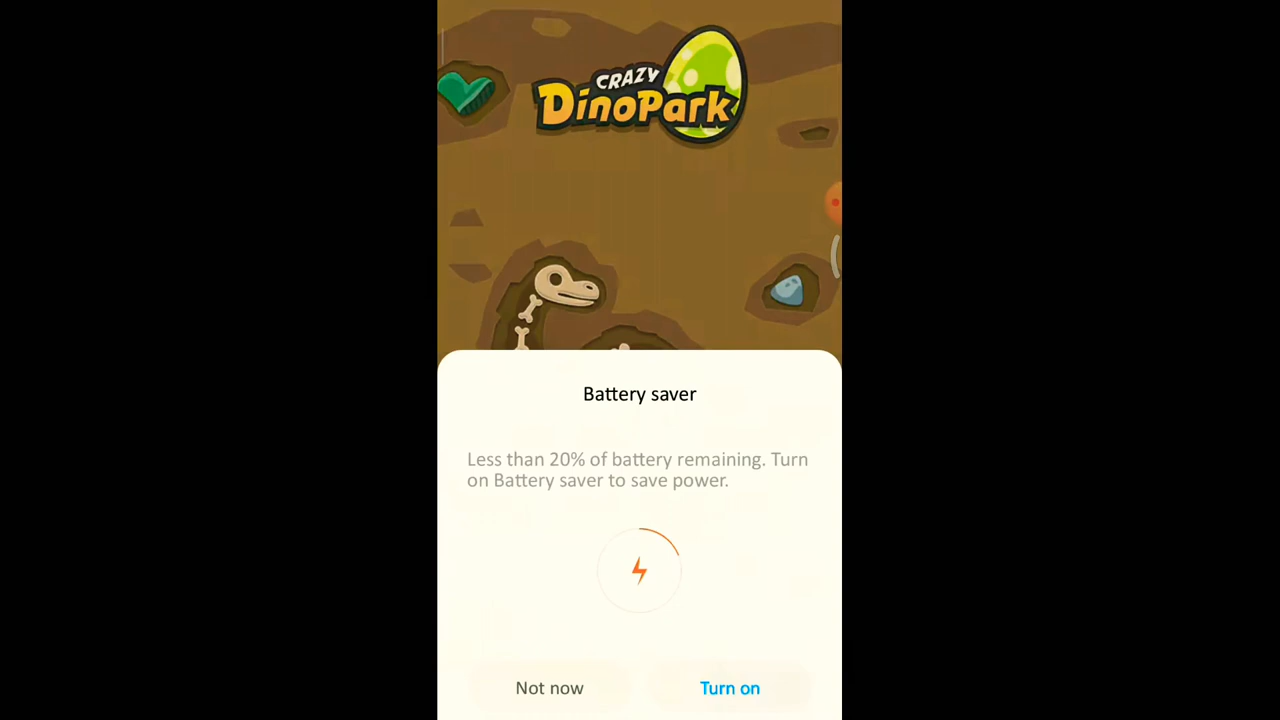 CRAZY
DinoPark
Battery saver
Less than 20% of battery remaining. Turn
on Battery saver to save power.
Not now
Turn on